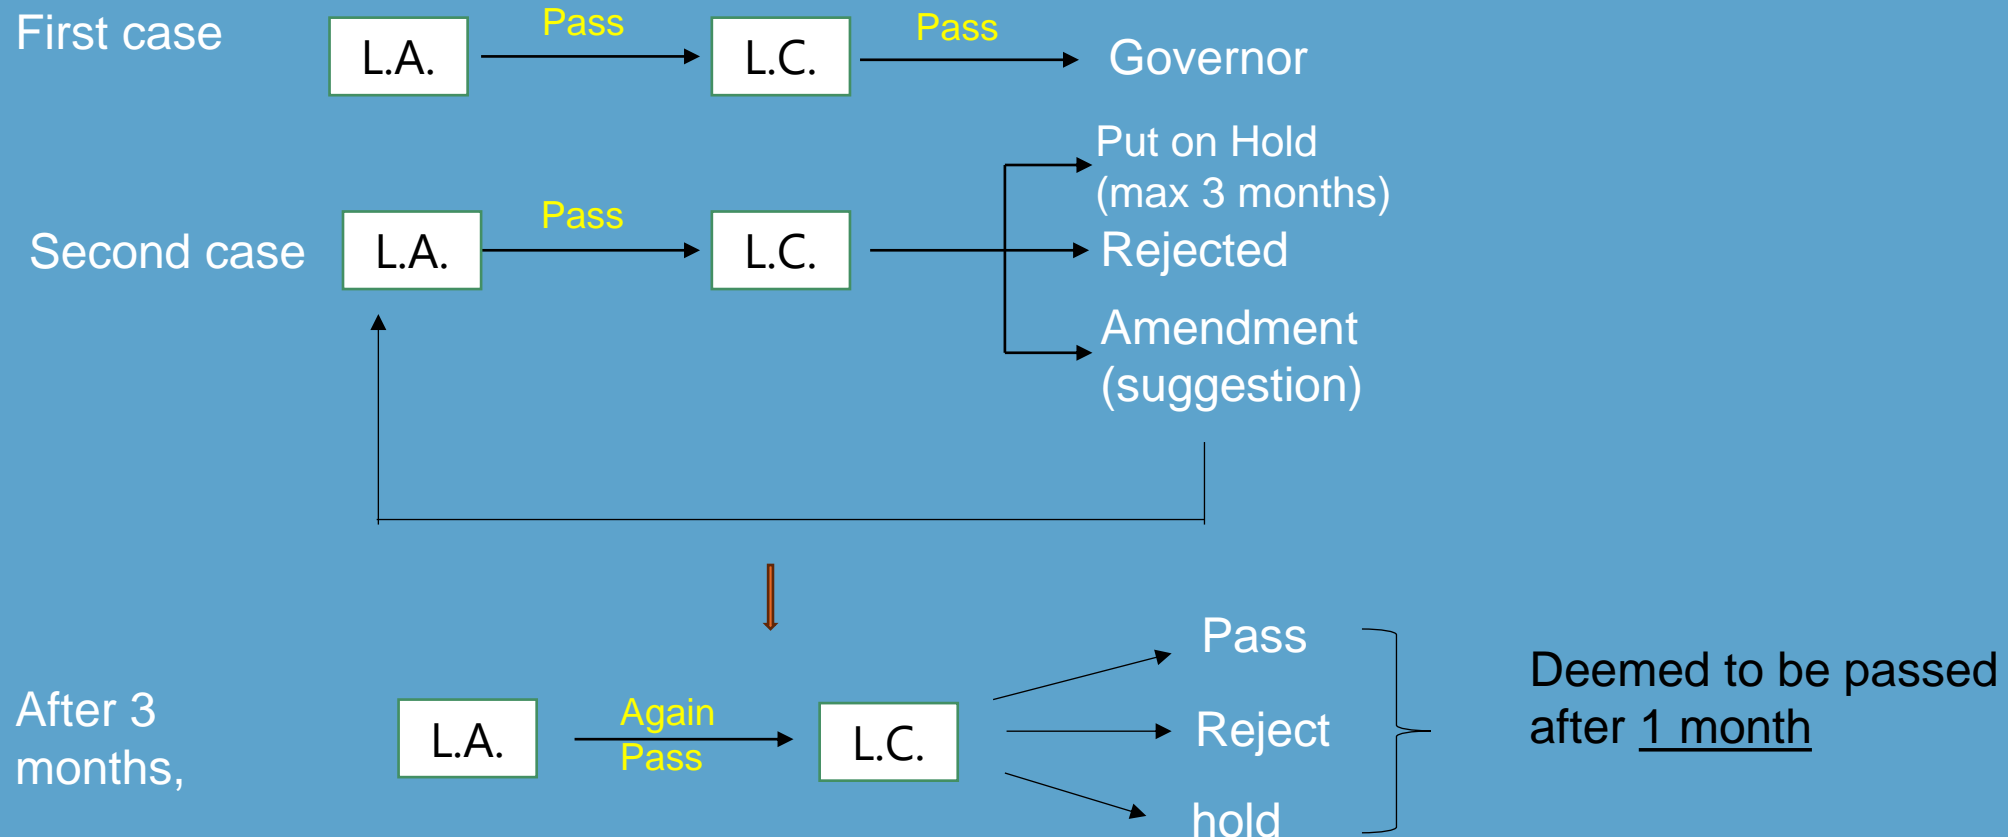 First case
L.A.
Pass
L.C.
Pass
Governor
Second case
L.A.
Pass
L.C.
Put on Hold
(max 3 months)
Rejected
Amendment
(suggestion)
After 3
months,
L.A.
Again
Pass
L.C.
Pass
Reject
hold
Deemed to be passed
after 1 month